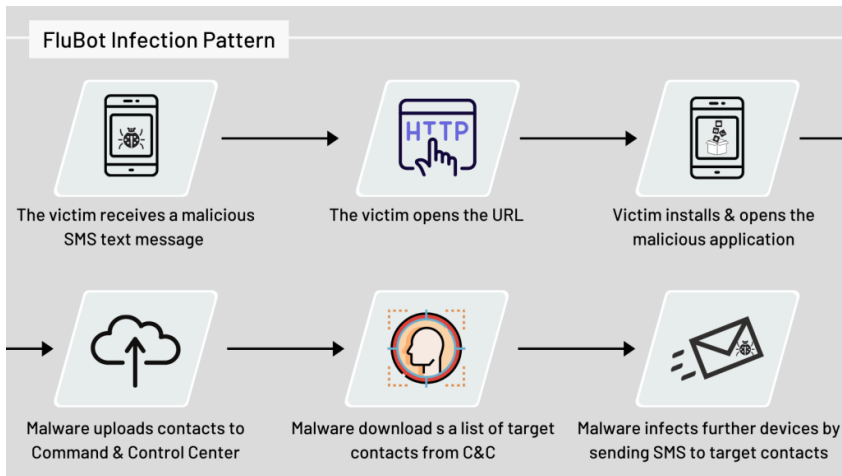 FluBot Infection Pattern
HTTP
The victim receives a malicious
SMS text message
The victim opens the URL
Victim installs & opens the
malicious application
Malware uploads contacts to
Command & Control Center
Malware download s a list of target
contacts from C&C
Malware infects further devices by
sending SMS to target contacts